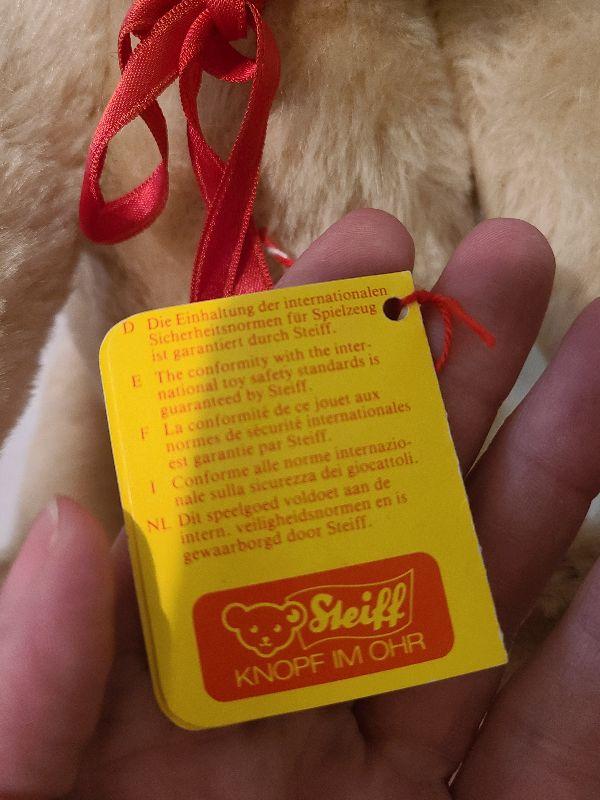 D Die Einhaltung der internationalen
Sicherheitsnormen für Spielzeug
ist garantiert durch Steiff.
E The conformity with the inter-
national toy safety standards is
guaranteed by Steiff.
F La conformité de ce jouet aux
normes de sécurité internationales
est garantie par Steiff.
I Conforme alle norme internazio-
nale sulla sicurezza dei giocattoli.
NL Dit speelgoed voldoet aan de
intern. veiligheidsnormen en is
gewaarborgd door Steiff.
Steiff
KNOPF IM OHR